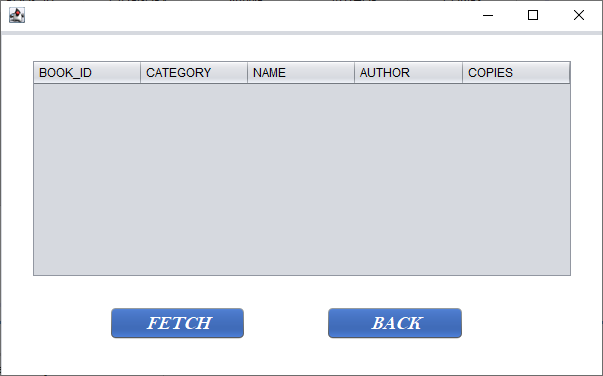 BOOK_ID CATEGORY NAME AUTHOR COPIES
FETCH BACK